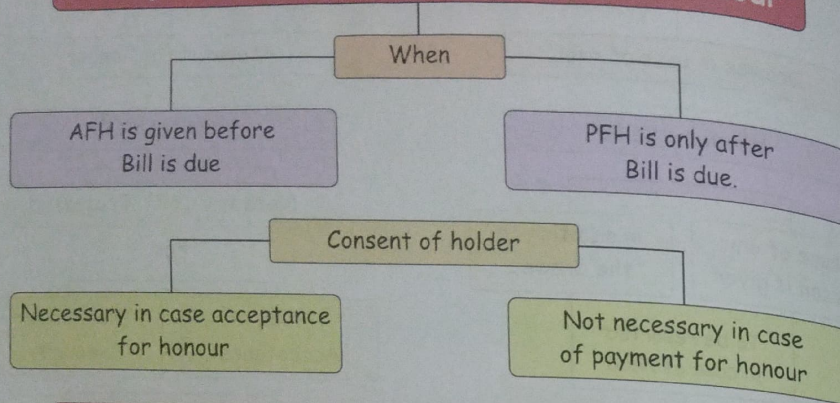 When
AFH is given before
Bill is due
PFH is only after
Bill is due.
Consent of holder
Necessary in case acceptance
for honour
Not necessary in case
of payment for honour